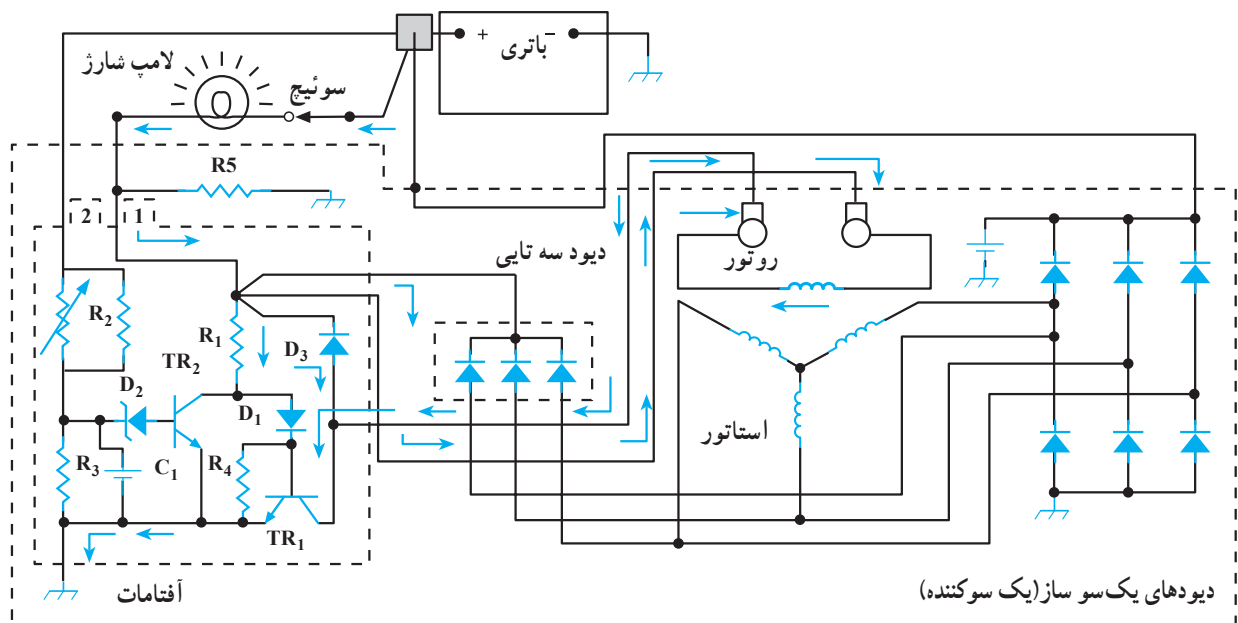 + باتری −
لامپ شارژ
سوئیچ
R5
2
1
دیود سه تایی
روتور
R2
R1
TR2
D3
D2
D1
R3
C1
R4
TR1
استاتور
آفتامات
دیودهای یک‌سو ساز(یک سوکننده)